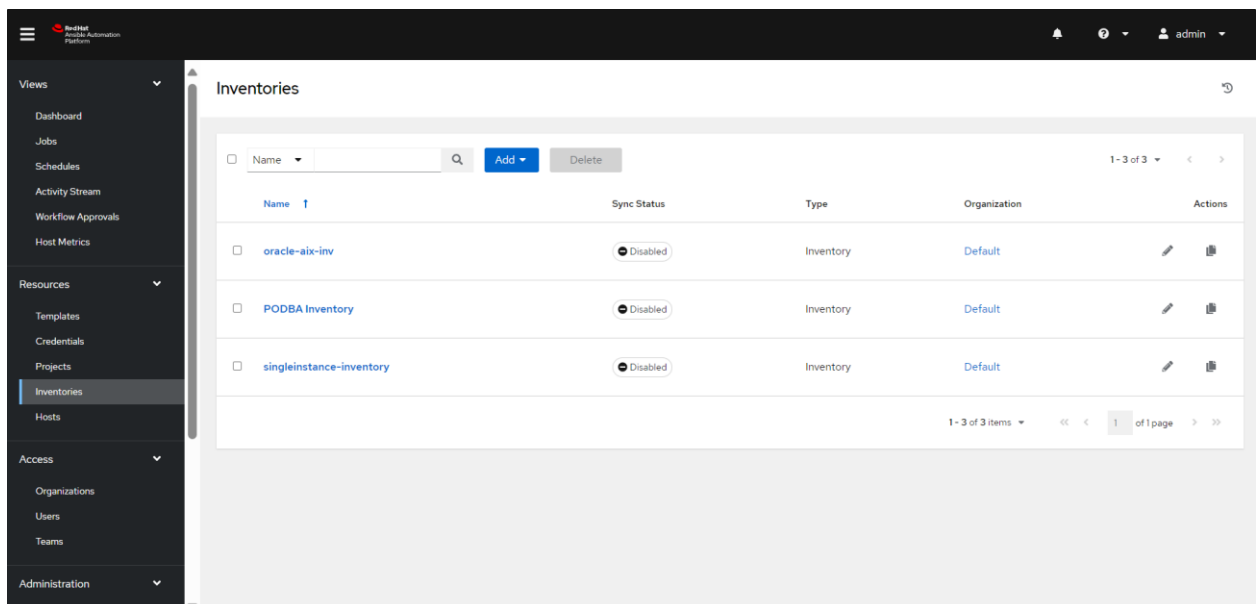 Red Hat
Ansible Automation
Platform
admin
Views
Dashboard
Jobs
Schedules
Activity Stream
Workflow Approvals
Host Metrics
Resources
Templates
Credentials
Projects
Inventories
Hosts
Access
Organizations
Users
Teams
Administration
Inventories
Name Add Delete 1 - 3 of 3
Name Sync Status Type Organization Actions
oracle-aix-inv Disabled Inventory Default
PODBA Inventory Disabled Inventory Default
singleinstance-inventory Disabled Inventory Default
1 - 3 of 3 items 1 of 1 page